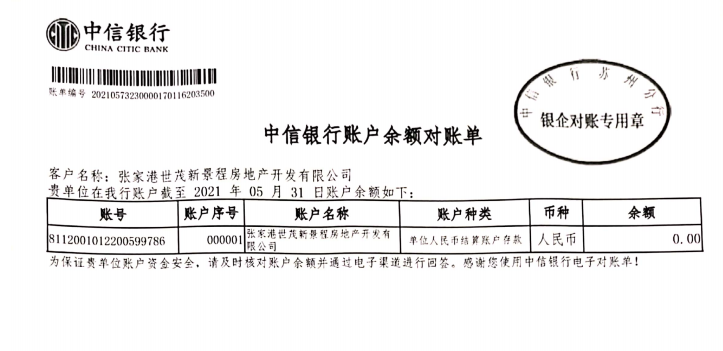 中信银行
CHINA CITIC BANK
账单编号 20210573230000170116203500
中信银行苏州分行
银企对账专用章
中信银行账户余额对账单
客户名称：张家港世茂新景程房地产开发有限公司
贵单位在我行账户截至 2021 年 05 月 31 日账户余额如下：
账号 账户序号 账户名称 账户种类 币种 余额
8112001012200599786 000001 张家港世茂新景程房地产开发有 单位人民币结算账户存款 人民币 0.00
限公司
为保证贵单位账户资金安全，请及时核对账户余额并通过电子渠道进行回答。感谢您使用中信银行电子对账单！